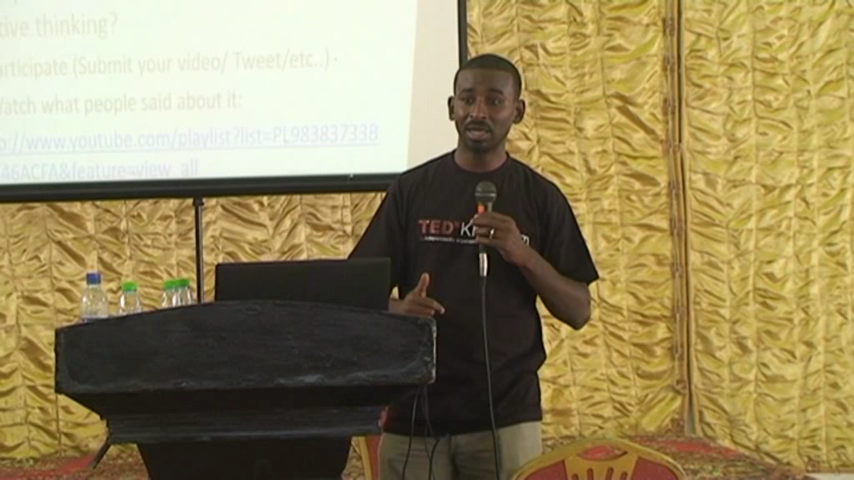 tive thinking?
articipate (Submit your video/ Tweet/etc..)
Watch what people said about it:
p://www.youtube.com/playlist?list=PL98383733B
46ACFA&feature=view_all
TEDx